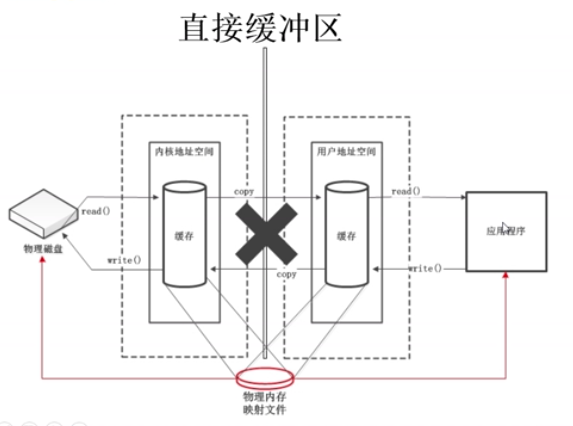 直接缓冲区
内核地址空间
用户地址空间
copy
read()
read()
缓存
缓存
应用程序
物理磁盘
write()
write()
copy
物理内存
映射文件